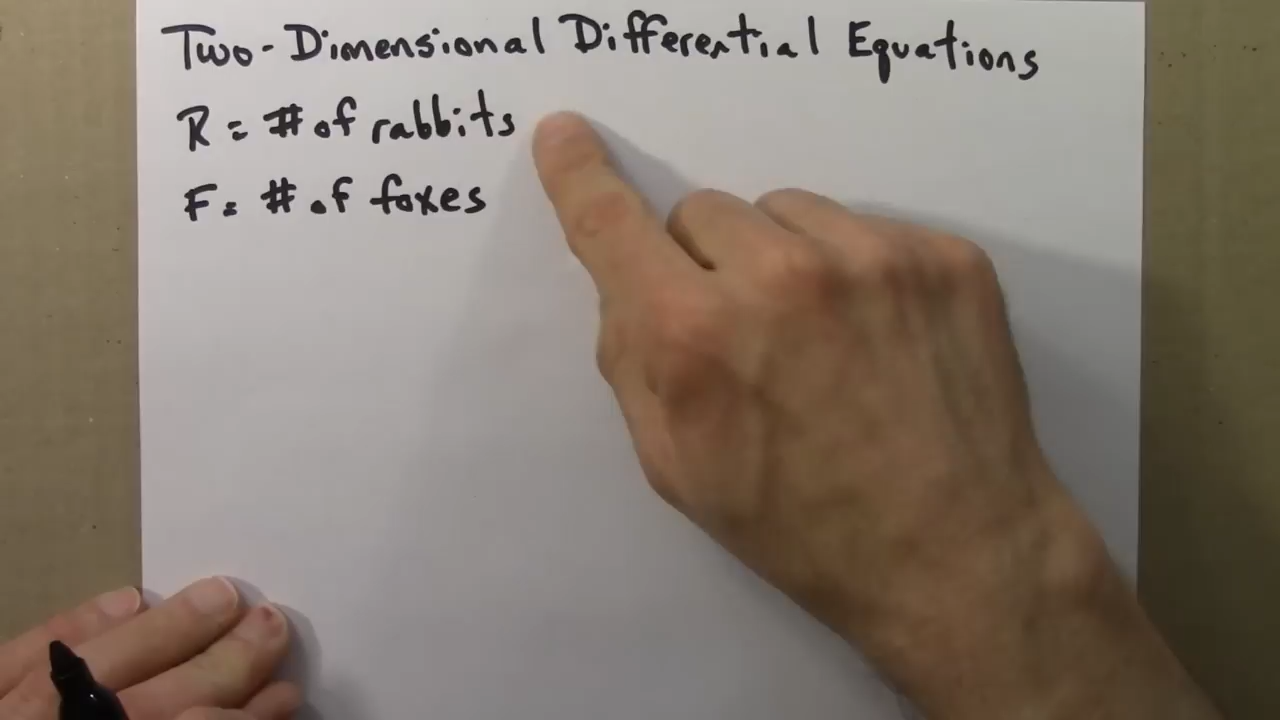 Two-Dimensional Differential Equations
R = # of rabbits
F = # of foxes